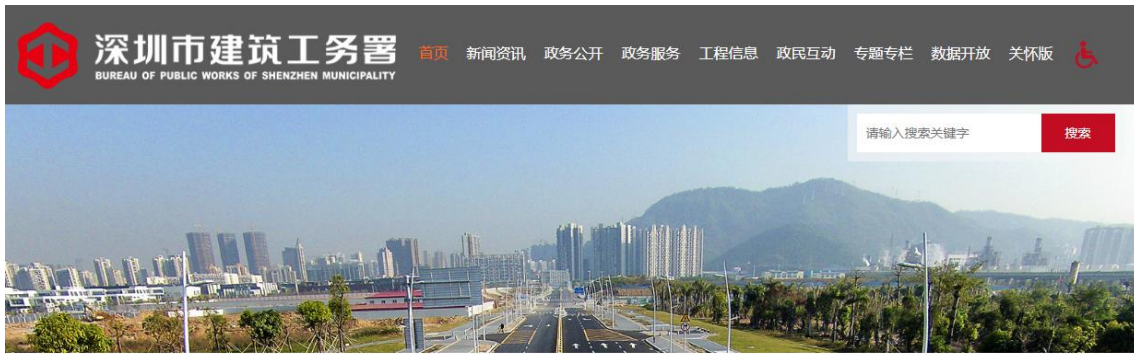 深圳市建筑工务署
BUREAU OF PUBLIC WORKS OF SHENZHEN MUNICIPALITY
首页 新闻资讯 政务公开 政务服务 工程信息 政民互动 专题专栏 数据开放 关怀版
请输入搜索关键字 搜索